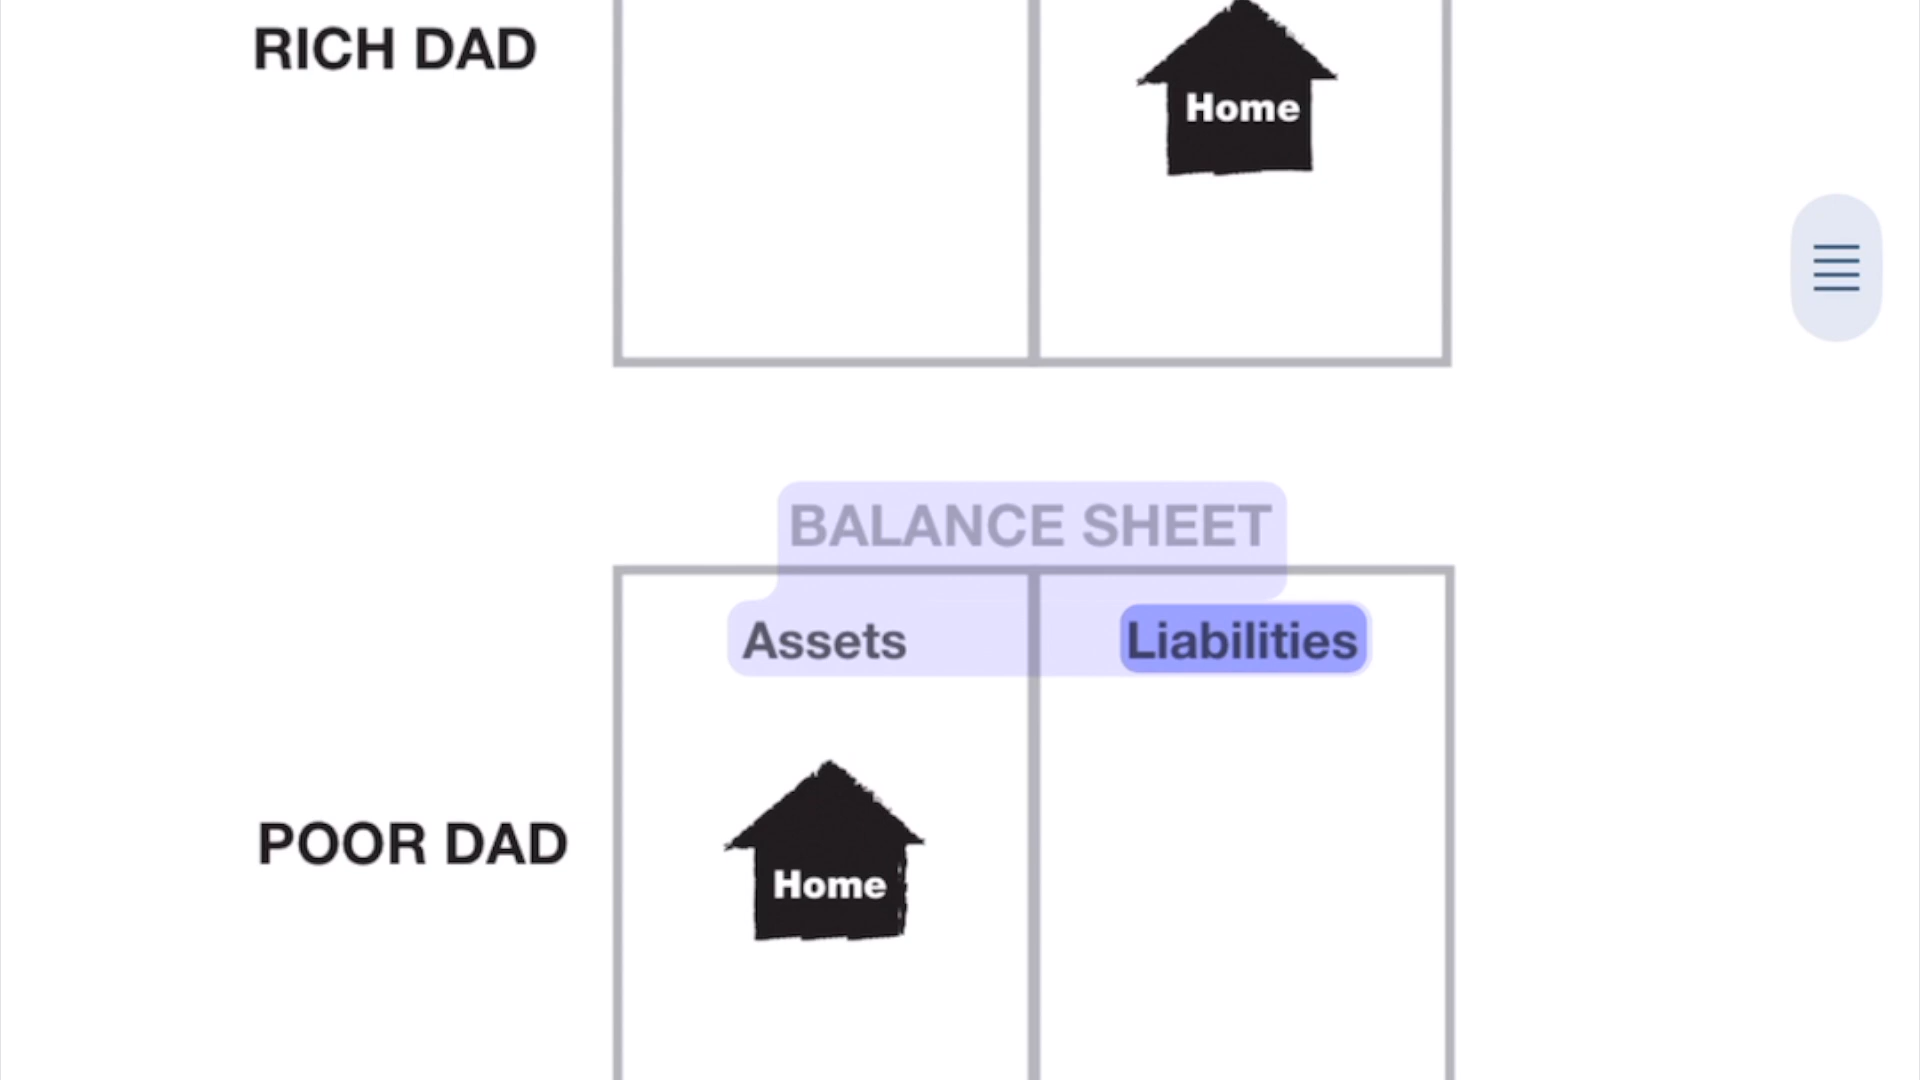 RICH DAD
Home
BALANCE SHEET
Assets Liabilities
POOR DAD
Home